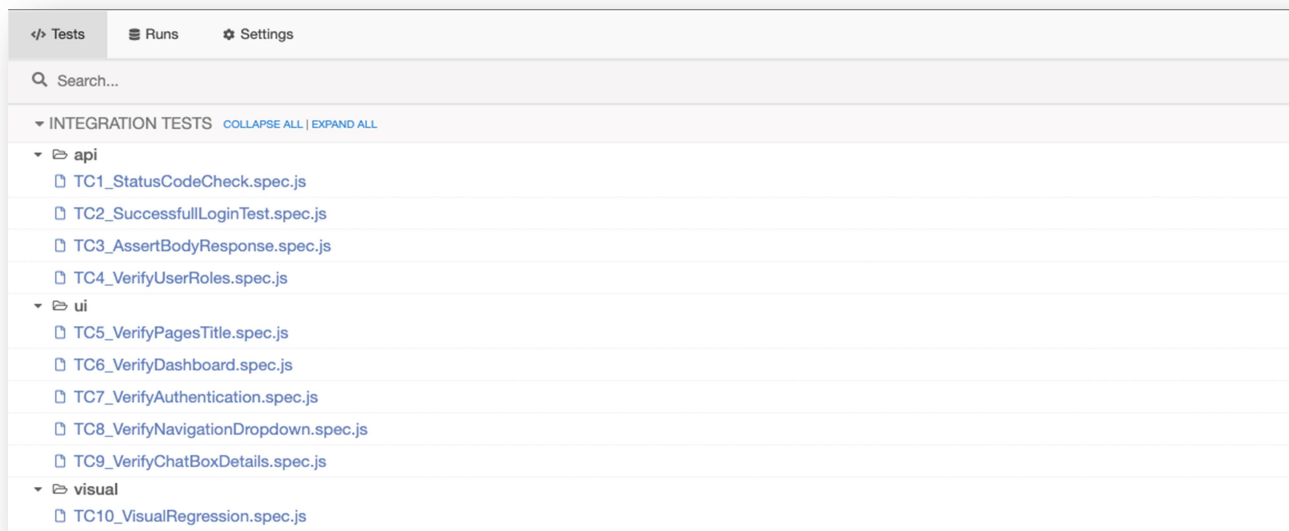 </> Tests Runs Settings
Search...
INTEGRATION TESTS COLLAPSE ALL | EXPAND ALL
api
TC1_StatusCodeCheck.spec.js
TC2_SuccessfullLoginTest.spec.js
TC3_AssertBodyResponse.spec.js
TC4_VerifyUserRoles.spec.js
ui
TC5_VerifyPagesTitle.spec.js
TC6_VerifyDashboard.spec.js
TC7_VerifyAuthentication.spec.js
TC8_VerifyNavigationDropdown.spec.js
TC9_VerifyChatBoxDetails.spec.js
visual
TC10_VisualRegression.spec.js